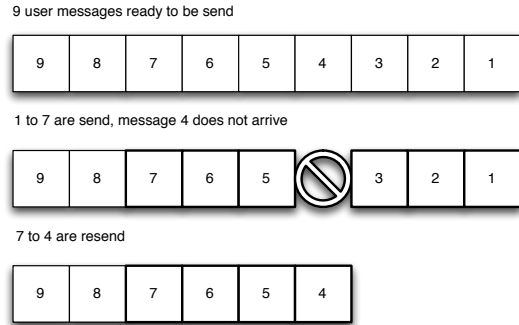 9 user messages ready to be send
9 8 7 6 5 4 3 2 1
1 to 7 are send, message 4 does not arrive
9 8 7 6 5 3 2 1
7 to 4 are resend
9 8 7 6 5 4